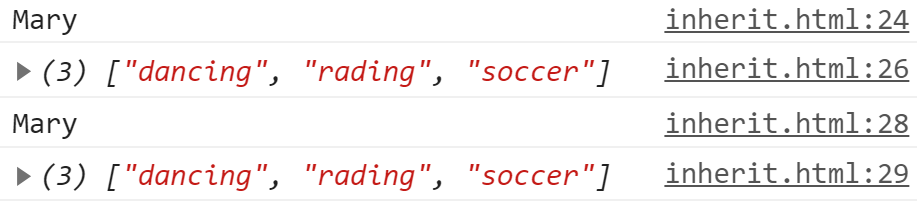 Mary inherit.html:24
▶(3) ["dancing", "rading", "soccer"] inherit.html:26
Mary inherit.html:28
▶(3) ["dancing", "rading", "soccer"] inherit.html:29